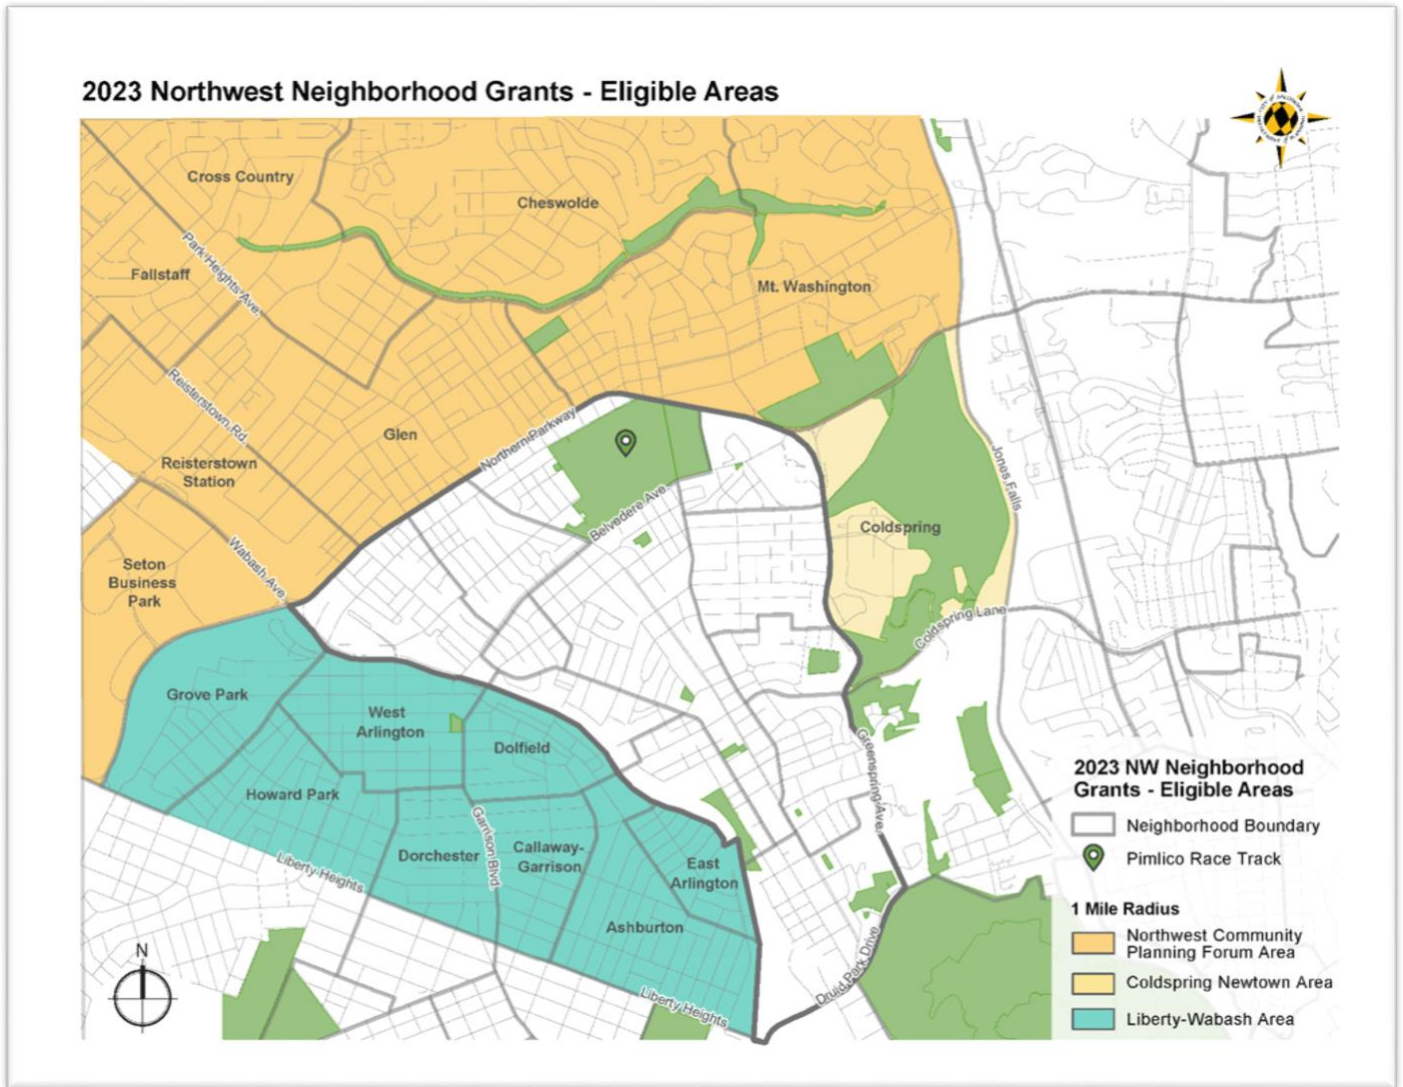 2023 Northwest Neighborhood Grants - Eligible Areas
Cross Country
Cheswolde
Park Heights Ave.
Fallstaff
Mt. Washington
Reisterstown Rd.
Glen
Northern Parkway
Reisterstown
Station
Belvedere Ave.
Jones Falls
Coldspring
Wabash Ave.
Seton
Business
Park
Coldspring Lane
Grove Park
West
Arlington
Dolfield
Greenspring Ave.
Howard Park
Garrison Blvd.
Dorchester
Callaway-
Garrison
East
Arlington
Liberty Heights
Ashburton
Druid Park Drive
Liberty Heights
N
2023 NW Neighborhood
Grants - Eligible Areas
Neighborhood Boundary
Pimlico Race Track
1 Mile Radius
Northwest Community
Planning Forum Area
Coldspring Newtown Area
Liberty-Wabash Area